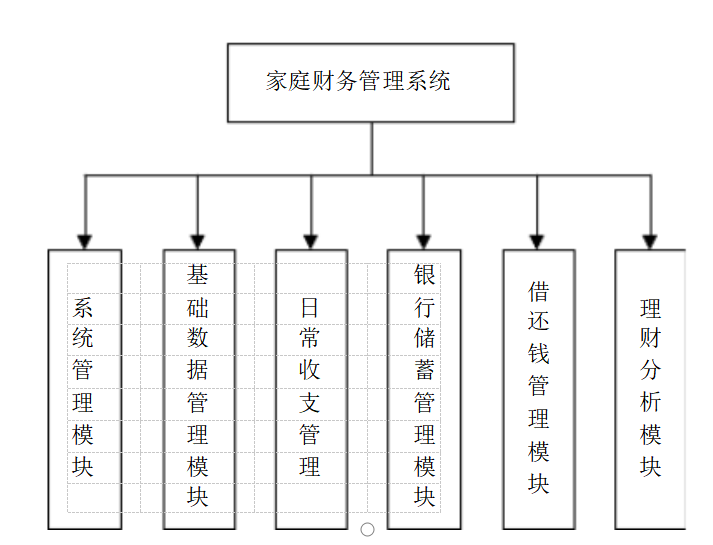 家庭财务管理系统
系统管理模块
基础数据管理模块
日常收支管理
银行储蓄管理模块
借还钱管理模块
理财分析模块